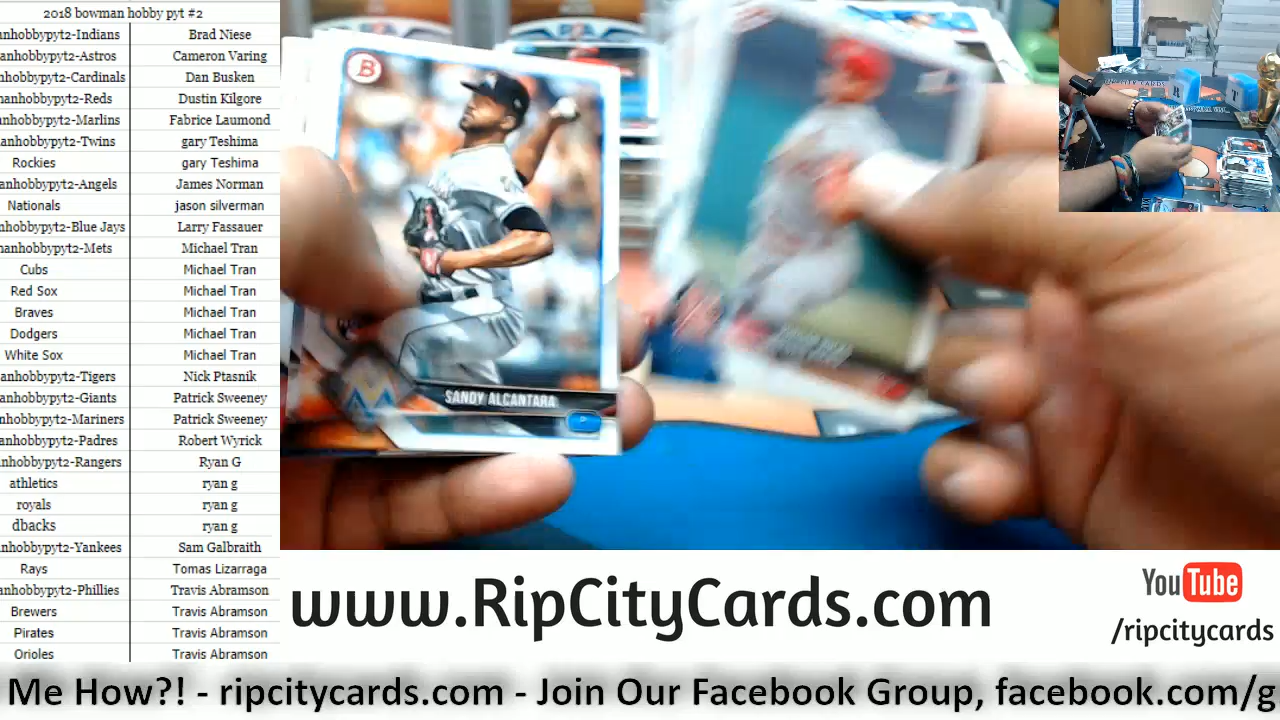 2018 bowman hobby pyt #2
anhobbypyt2-Indians Brad Niese
anhobbypyt2-Astros Cameron Varing
nhobbypyt2-Cardinals Dan Busken
manhobbypyt2-Reds Dustin Kilgore
anhobbypyt2-Marlins Fabrice Laumond
anhobbypyt2-Twins gary Teshima
Rockies gary Teshima
anhobbypyt2-Angels James Norman
Nationals jason silverman
nhobbypyt2-Blue Jays Larry Fassauer
manhobbypyt2-Mets Michael Tran
Cubs Michael Tran
Red Sox Michael Tran
Braves Michael Tran
Dodgers Michael Tran
White Sox Michael Tran
anhobbypyt2-Tigers Nick Ptasnik
anhobbypyt2-Giants Patrick Sweeney
nhobbypyt2-Mariners Patrick Sweeney
anhobbypyt2-Padres Robert Wyrick
nhobbypyt2-Rangers Ryan G
athletics ryan g
royals ryan g
dbacks ryan g
nhobbypyt2-Yankees Sam Galbraith
Rays Tomas Lizarraga
anhobbypyt2-Phillies Travis Abramson
Brewers Travis Abramson
Pirates Travis Abramson
Orioles Travis Abramson
B
SANDY ALCANTARA
P
R
T
www.RipCityCards.com
YouTube
/ripcitycards
Me How?! - ripcitycards.com - Join Our Facebook Group, facebook.com/g